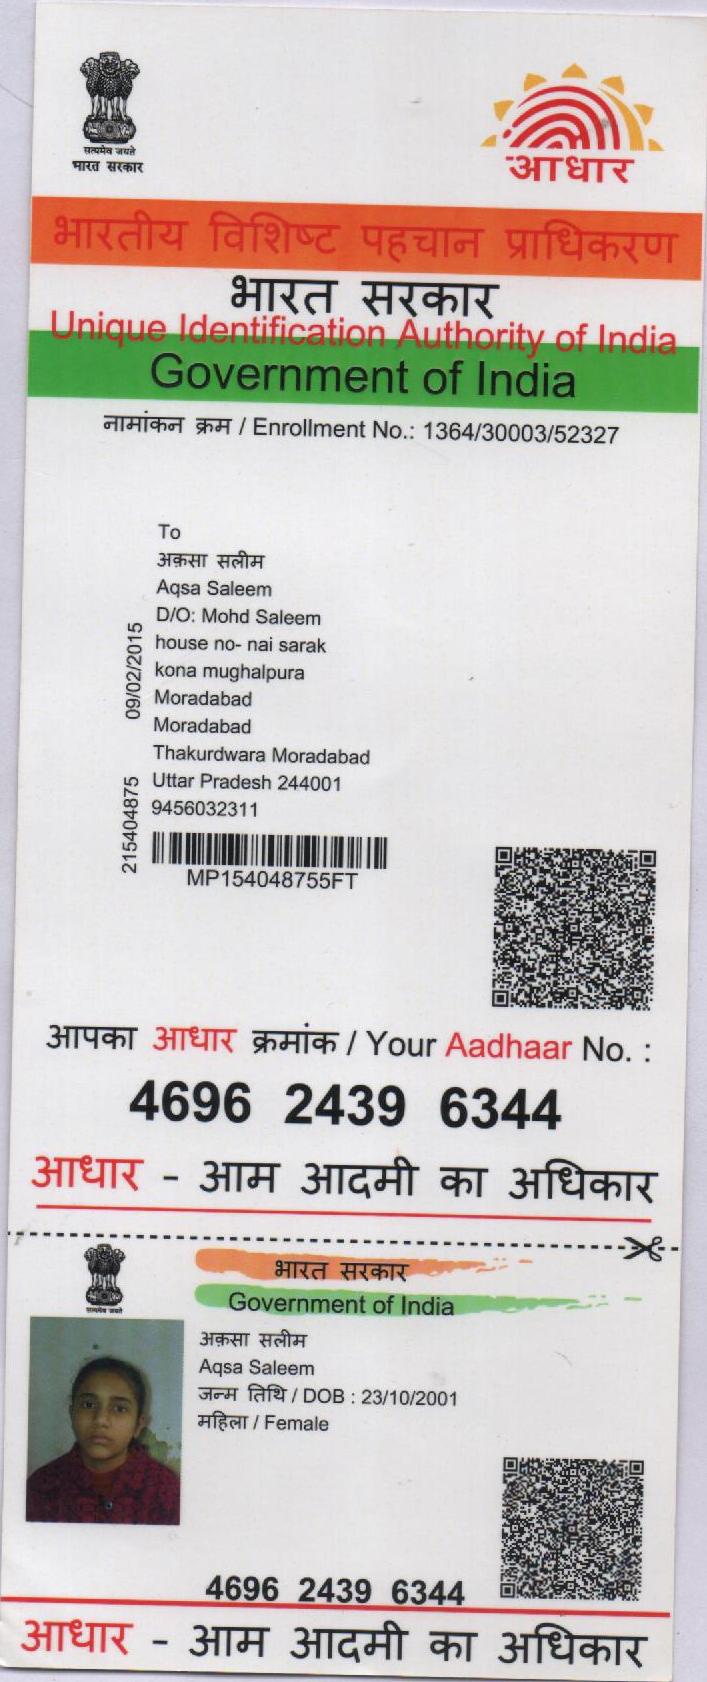 सत्यमेव जयते
भारत सरकार
आधार
भारतीय विशिष्ट पहचान प्राधिकरण
भारत सरकार
Unique Identification Authority of India
Government of India
नामांकन क्रम / Enrollment No.: 1364/30003/52327
To
अक़सा सलीम
Aqsa Saleem
D/O: Mohd Saleem
house no- nai sarak
kona mughalpura
Moradabad
Moradabad
Thakurdwara Moradabad
Uttar Pradesh 244001
9456032311
215404875 09/02/2015
MP154048755FT
आपका आधार क्रमांक / Your Aadhaar No. :
4696 2439 6344
आधार - आम आदमी का अधिकार
सत्यमेव जयते
भारत सरकार
Government of India
अक़सा सलीम
Aqsa Saleem
जन्म तिथि / DOB : 23/10/2001
महिला / Female
4696 2439 6344
आधार - आम आदमी का अधिकार